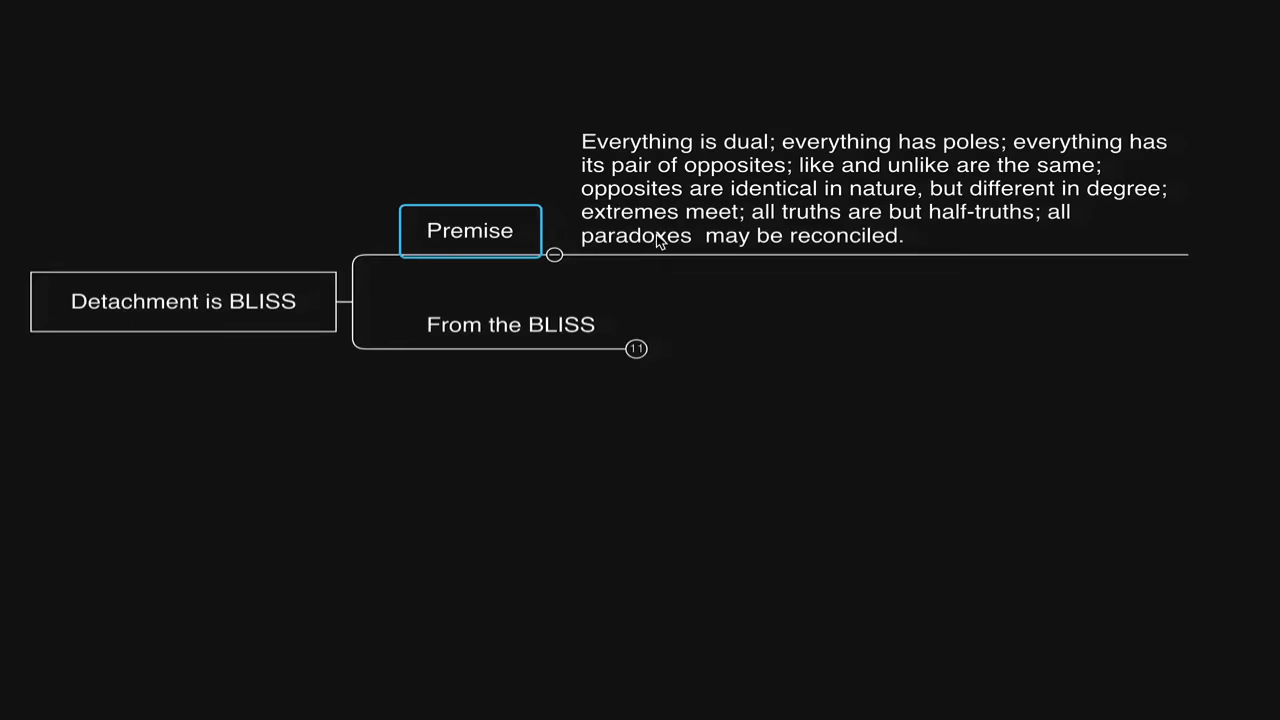 Everything is dual; everything has poles; everything has
its pair of opposites; like and unlike are the same;
opposites are identical in nature, but different in degree;
extremes meet; all truths are but half-truths; all
paradoxes  may be reconciled.
Premise
Detachment is BLISS
From the BLISS
11